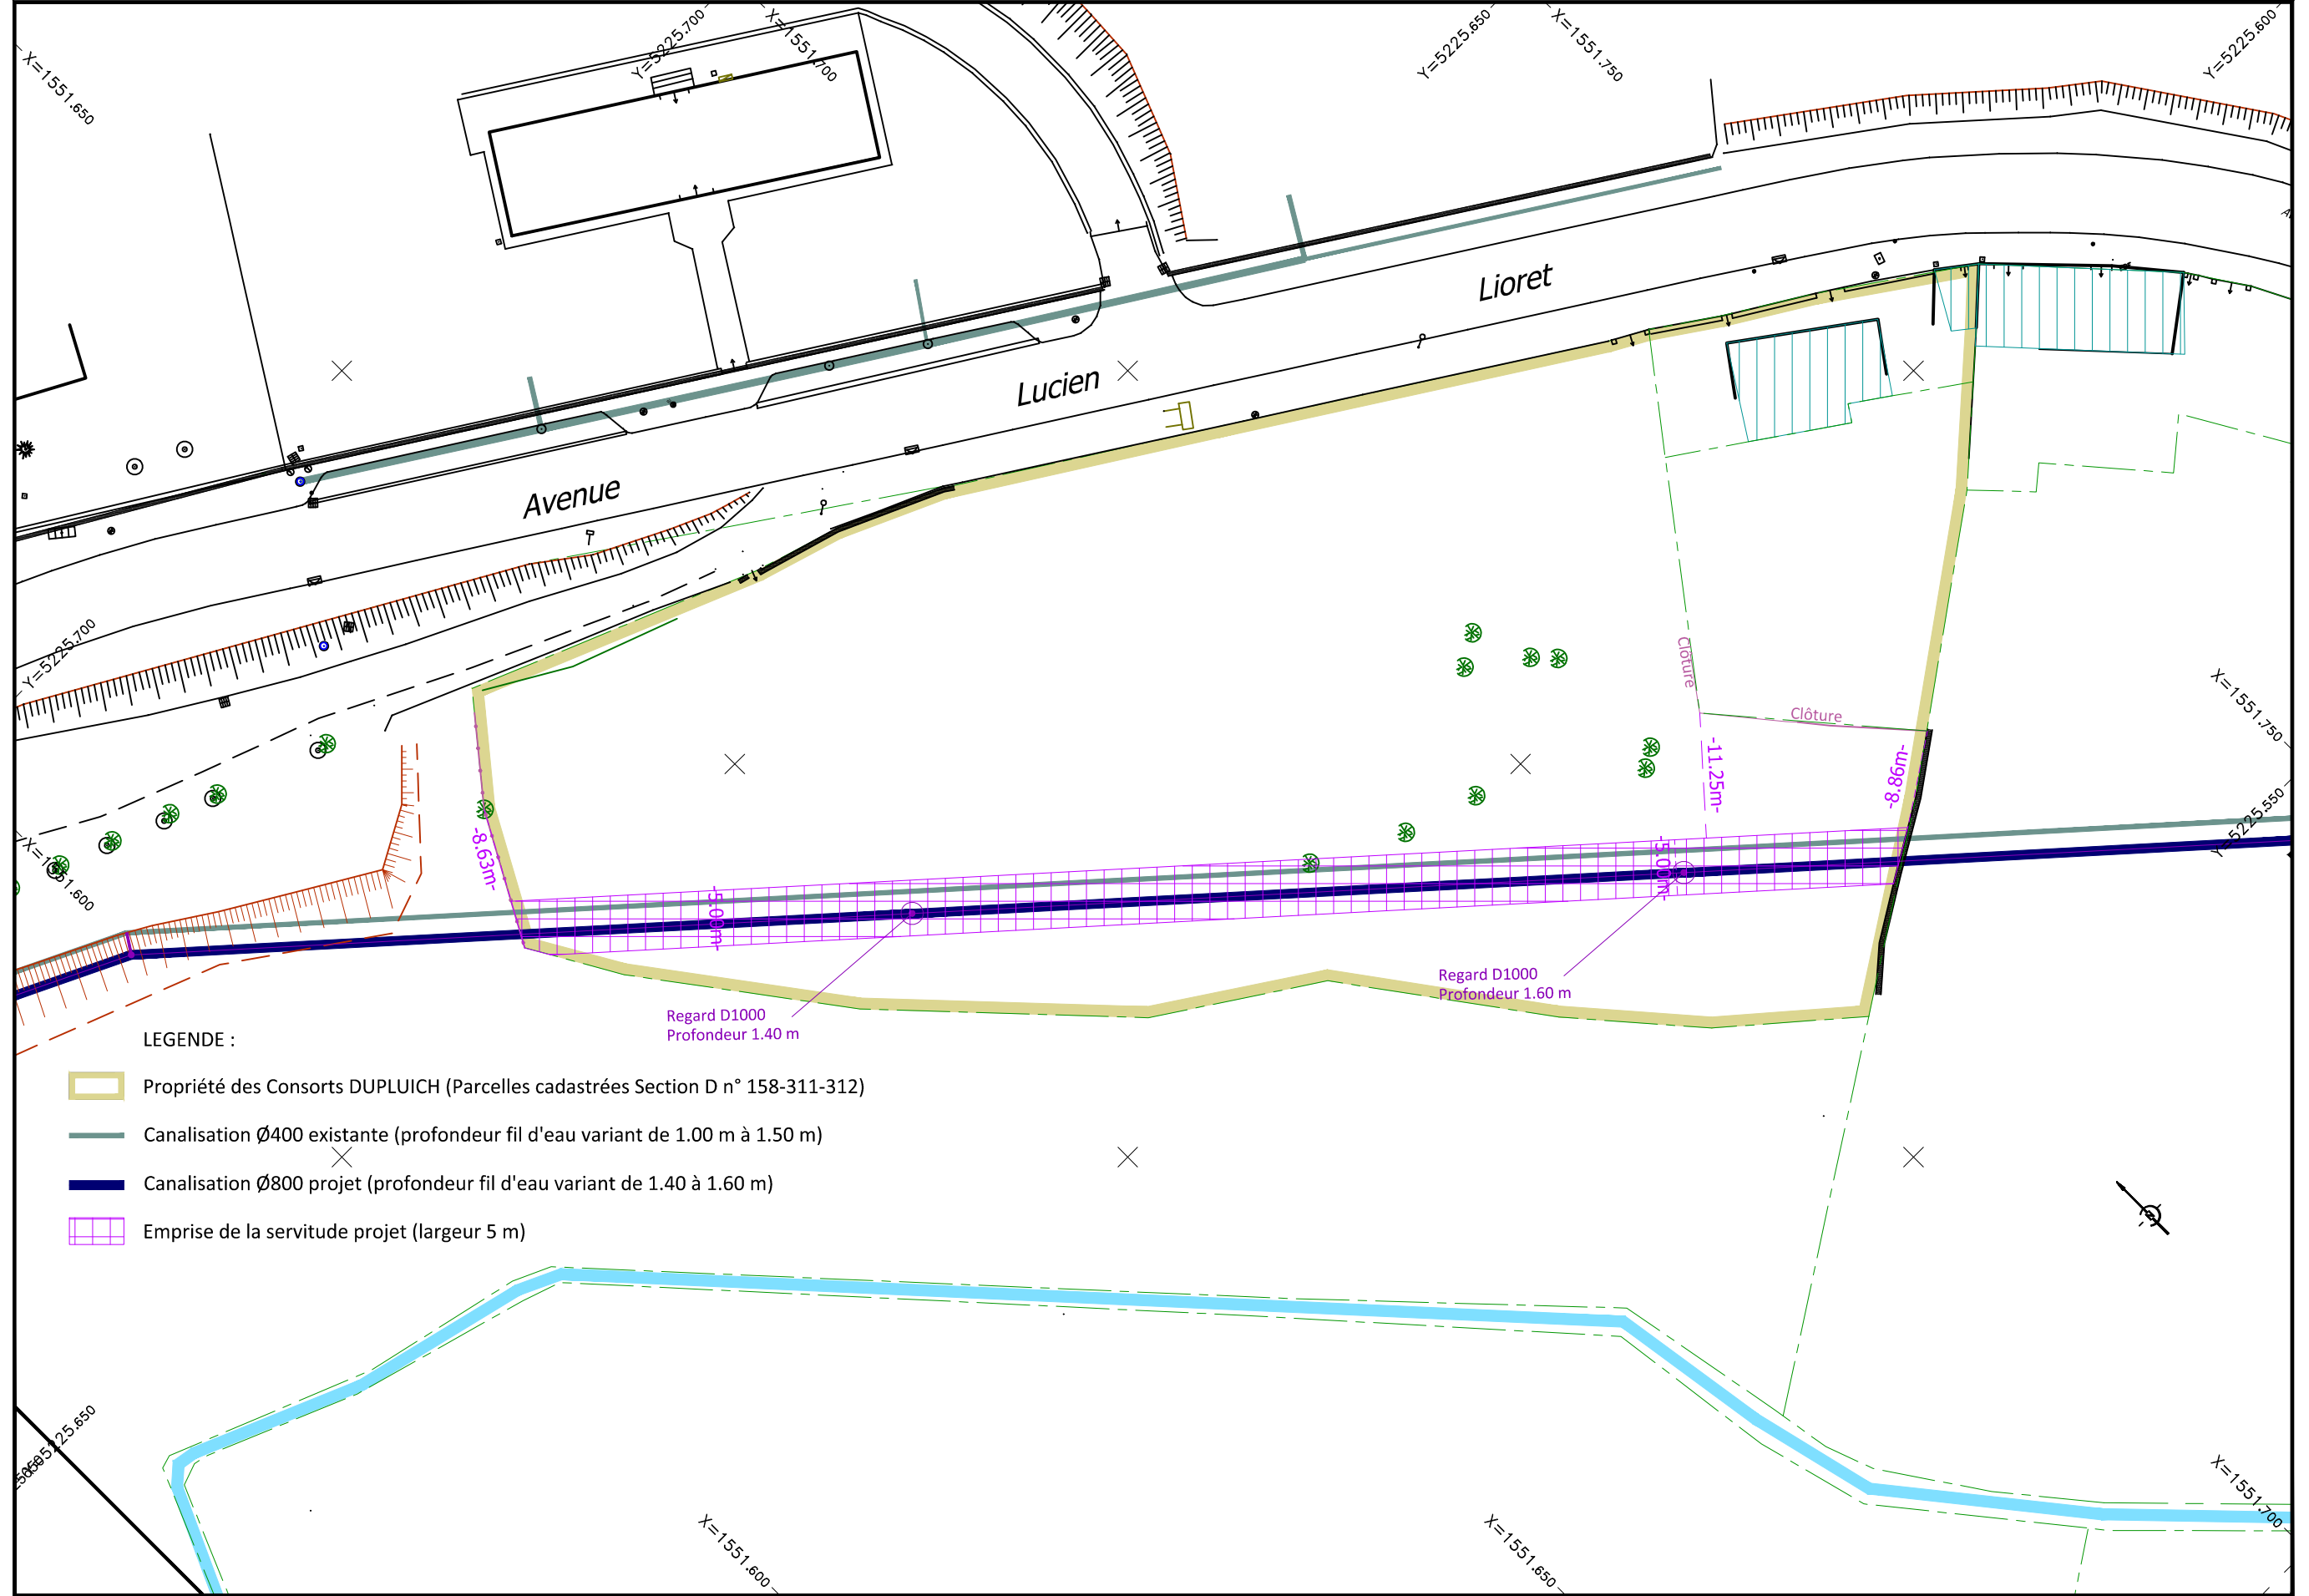 Y=5225.700
X=1551.700
Y=5225.650
X=1551.750
Y=5225.600
X=1551.650
Lioret
Lucien
Avenue
Y=5225.700
Clôture
Clôture
X=1551.750
-11.25m-
-8.86m-
Y=5225.550
-8.63m-
-5.00m-
-5.00m-
X=1551.600
Regard D1000
Profondeur 1.60 m
Regard D1000
Profondeur 1.40 m
LEGENDE :
Propriété des Consorts DUPLUICH (Parcelles cadastrées Section D n° 158-311-312)
Canalisation Ø400 existante (profondeur fil d'eau variant de 1.00 m à 1.50 m)
Canalisation Ø800 projet (profondeur fil d'eau variant de 1.40 à 1.60 m)
Emprise de la servitude projet (largeur 5 m)
X=1551.700
X=1551.600
X=1551.650